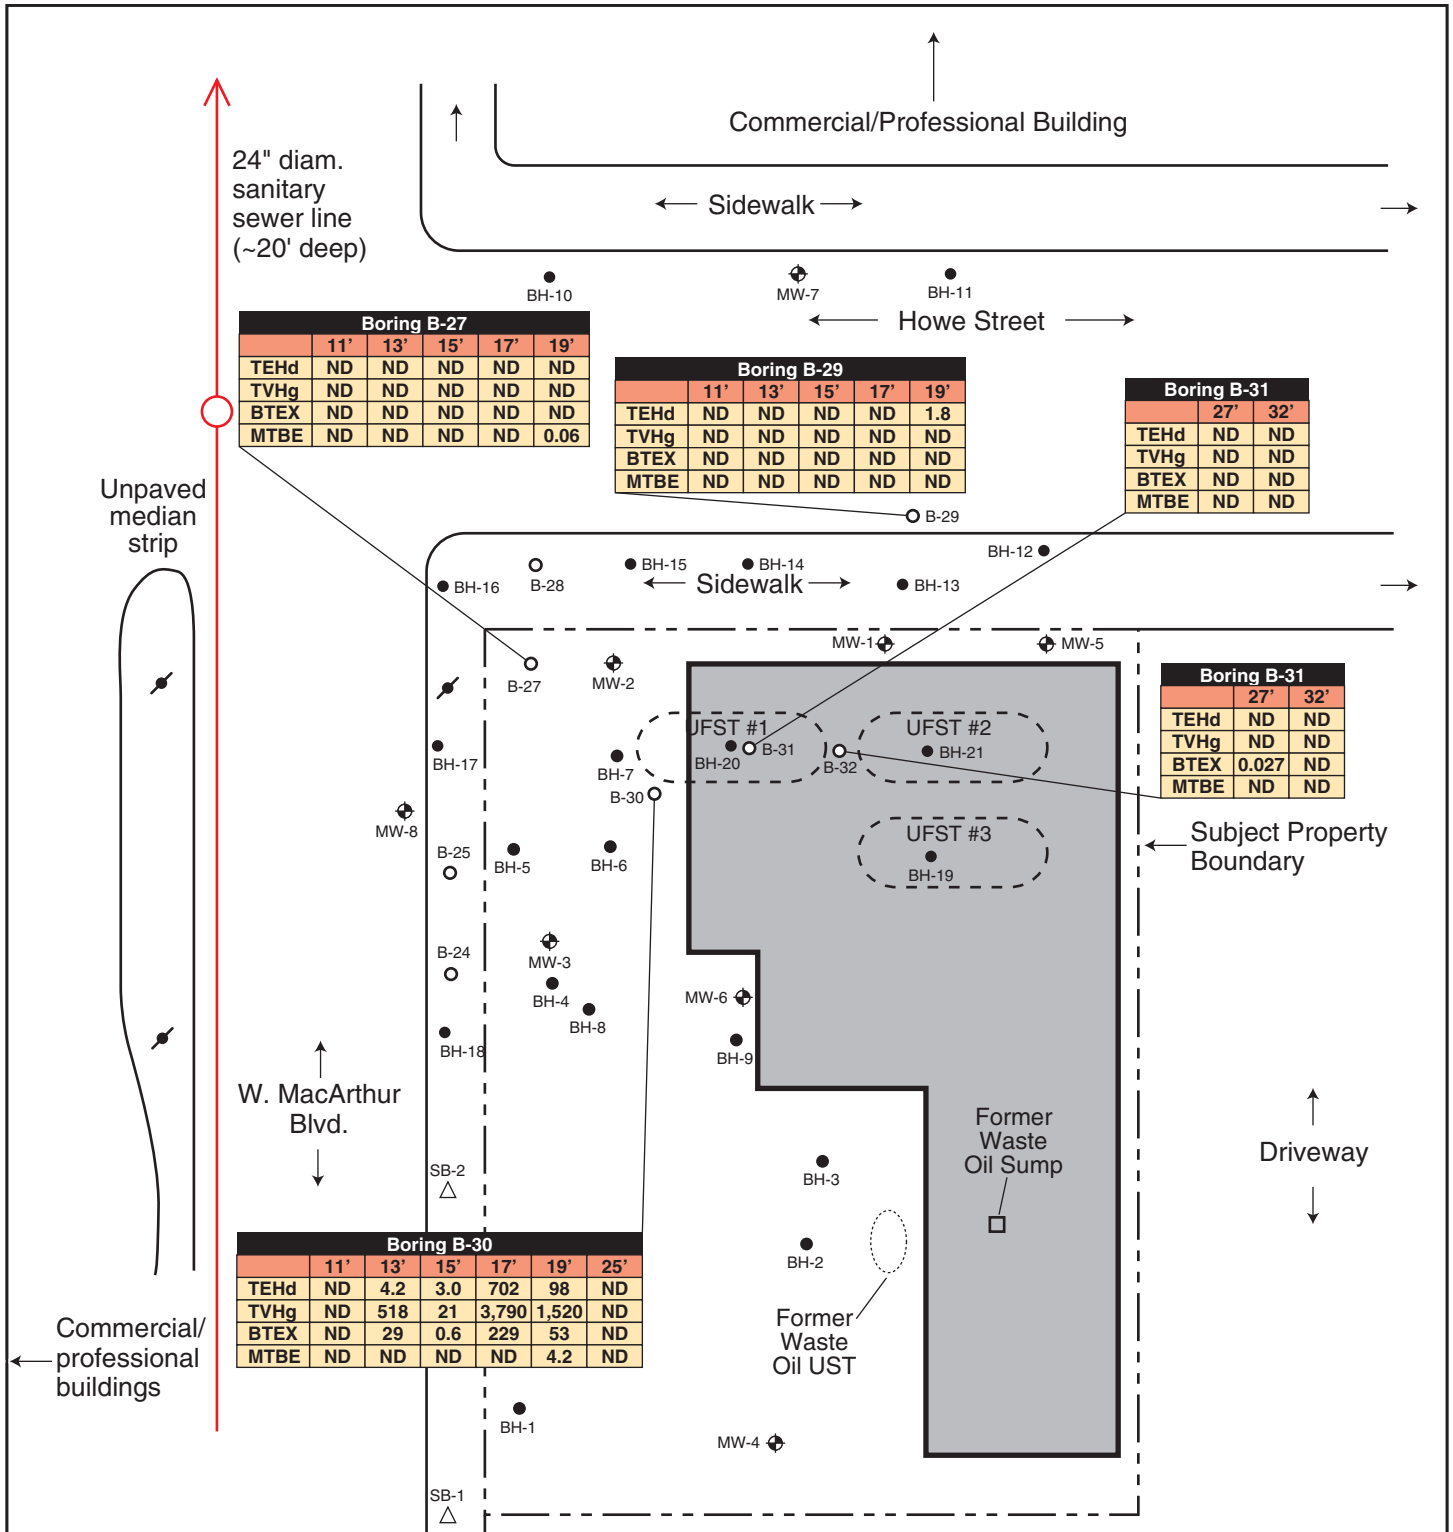 Commercial/Professional Building
24" diam.
sanitary
sewer line
(~20' deep)
Sidewalk
BH-10
MW-7
BH-11
Howe Street
Boring B-27
11’ 13’ 15’ 17’ 19’
TEHd ND ND ND ND ND
TVHg ND ND ND ND ND
BTEX ND ND ND ND ND
MTBE ND ND ND ND 0.06
Boring B-29
11’ 13’ 15’ 17’ 19’
TEHd ND ND ND ND 1.8
TVHg ND ND ND ND ND
BTEX ND ND ND ND ND
MTBE ND ND ND ND ND
Boring B-31
27’ 32’
TEHd ND ND
TVHg ND ND
BTEX ND ND
MTBE ND ND
Unpaved
median
strip
B-29
BH-12
BH-15
BH-14
BH-16
B-28
Sidewalk
BH-13
MW-1
MW-5
B-27
MW-2
Boring B-31
27’ 32’
TEHd ND ND
TVHg ND ND
BTEX 0.027 ND
MTBE ND ND
UFST #1
UFST #2
BH-17
BH-7
BH-20
B-31
B-32
BH-21
B-30
MW-8
UFST #3
Subject Property
Boundary
B-25
BH-5
BH-6
BH-19
B-24
MW-3
BH-4
BH-8
MW-6
BH-18
BH-9
W. MacArthur
Blvd.
Former
Waste
Oil Sump
Driveway
SB-2
BH-3
BH-2
Boring B-30
11’ 13’ 15’ 17’ 19’ 25’
TEHd ND 4.2 3.0 702 98 ND
TVHg ND 518 21 3,790 1,520 ND
BTEX ND 29 0.6 229 53 ND
MTBE ND ND ND ND 4.2 ND
Former
Waste
Oil UST
Commercial/
professional
buildings
BH-1
MW-4
SB-1